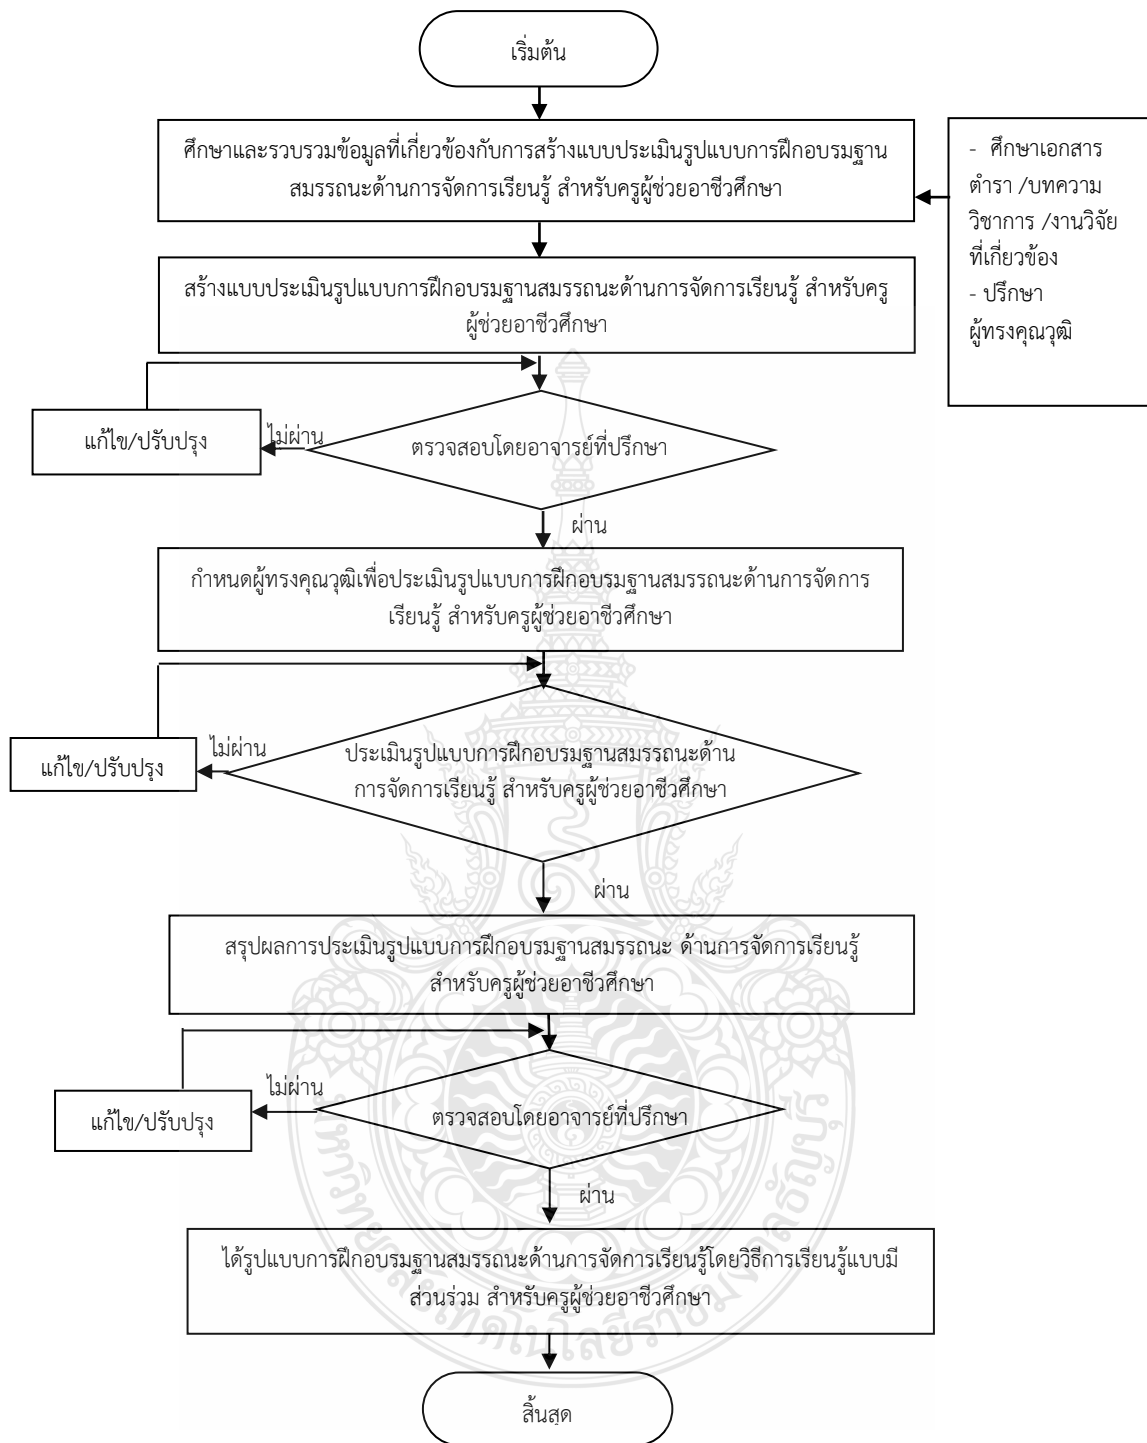 เริ่มต้น
ศึกษาและรวบรวมข้อมูลที่เกี่ยวข้องกับการสร้างแบบประเมินรูปแบบการฝึกอบรมฐาน
สมรรถนะด้านการจัดการเรียนรู้ สำหรับครูผู้ช่วยอาชีวศึกษา
- ศึกษาเอกสาร
ตำรา /บทความ
วิชาการ /งานวิจัย
ที่เกี่ยวข้อง
- ปรึกษา
ผู้ทรงคุณวุฒิ
สร้างแบบประเมินรูปแบบการฝึกอบรมฐานสมรรถนะด้านการจัดการเรียนรู้ สำหรับครู
ผู้ช่วยอาชีวศึกษา
แก้ไข/ปรับปรุง
ไม่ผ่าน
ตรวจสอบโดยอาจารย์ที่ปรึกษา
ผ่าน
กำหนดผู้ทรงคุณวุฒิเพื่อประเมินรูปแบบการฝึกอบรมฐานสมรรถนะด้านการจัดการ
เรียนรู้ สำหรับครูผู้ช่วยอาชีวศึกษา
แก้ไข/ปรับปรุง
ไม่ผ่าน
ประเมินรูปแบบการฝึกอบรมฐานสมรรถนะด้าน
การจัดการเรียนรู้ สำหรับครูผู้ช่วยอาชีวศึกษา
ผ่าน
สรุปผลการประเมินรูปแบบการฝึกอบรมฐานสมรรถนะ ด้านการจัดการเรียนรู้
สำหรับครูผู้ช่วยอาชีวศึกษา
แก้ไข/ปรับปรุง
ไม่ผ่าน
ตรวจสอบโดยอาจารย์ที่ปรึกษา
ผ่าน
ได้รูปแบบการฝึกอบรมฐานสมรรถนะด้านการจัดการเรียนรู้โดยวิธีการเรียนรู้แบบมี
ส่วนร่วม สำหรับครูผู้ช่วยอาชีวศึกษา
สิ้นสุด
มหาวิทยาลัยเทคโนโลยีราชมงคลธัญบุรี